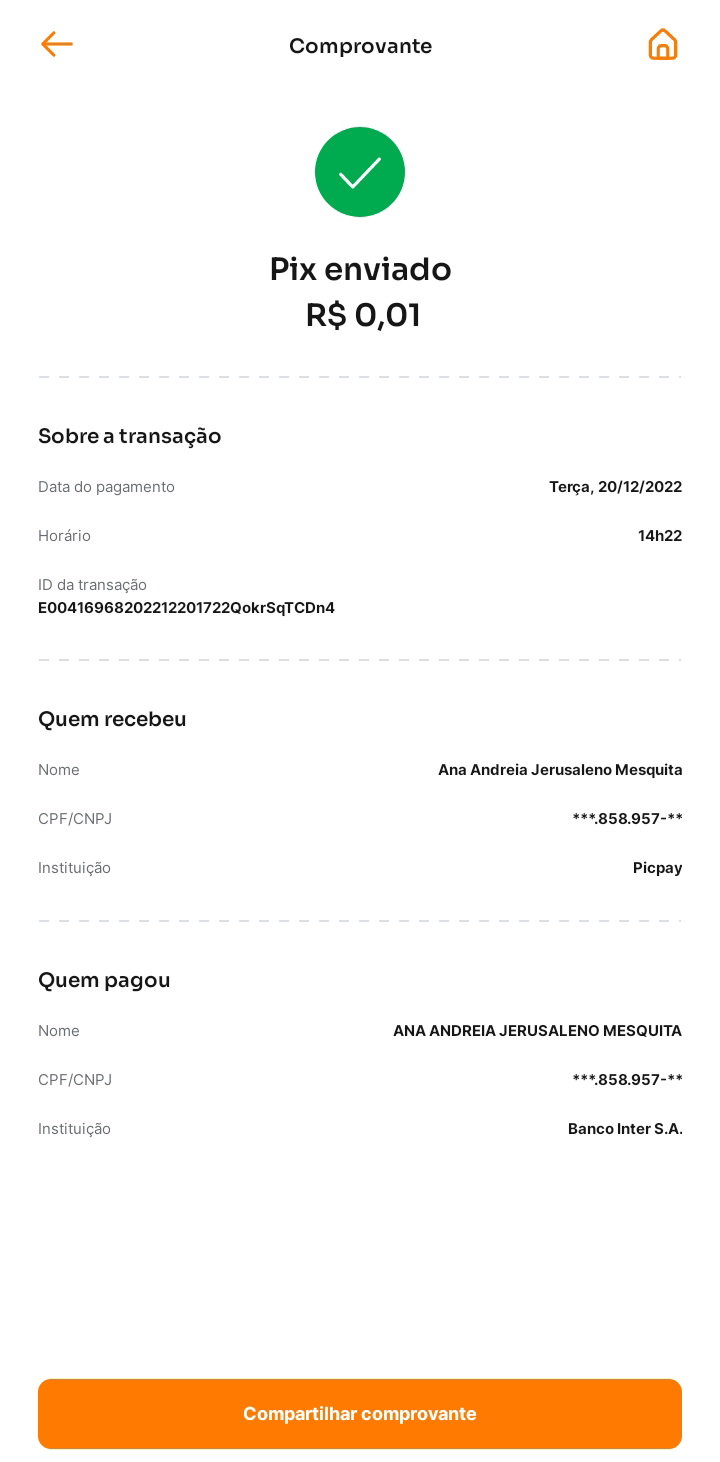 Comprovante
Pix enviado
R$ 0,01
Sobre a transação
Data do pagamento Terça, 20/12/2022
Horário 14h22
ID da transação
E00416968202212201722QokrSqTCDn4
Quem recebeu
Nome Ana Andreia Jerusaleno Mesquita
CPF/CNPJ ***.858.957-**
Instituição Picpay
Quem pagou
Nome ANA ANDREIA JERUSALENO MESQUITA
CPF/CNPJ ***.858.957-**
Instituição Banco Inter S.A.
Compartilhar comprovante